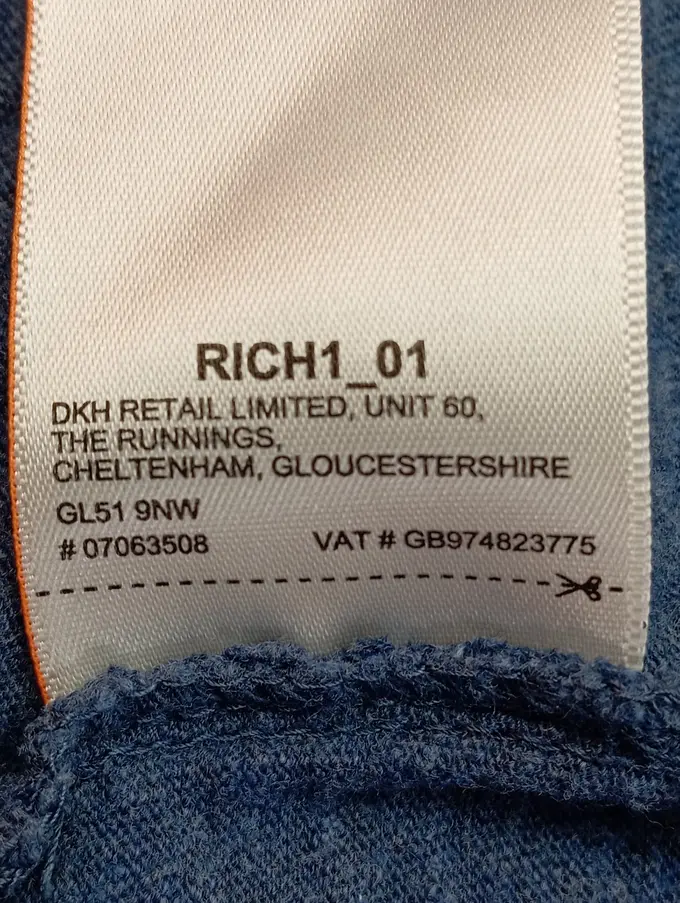 RICH1_01
DKH RETAIL LIMITED, UNIT 60,
THE RUNNINGS,
CHELTENHAM, GLOUCESTERSHIRE
GL51 9NW
# 07063508 VAT # GB974823775